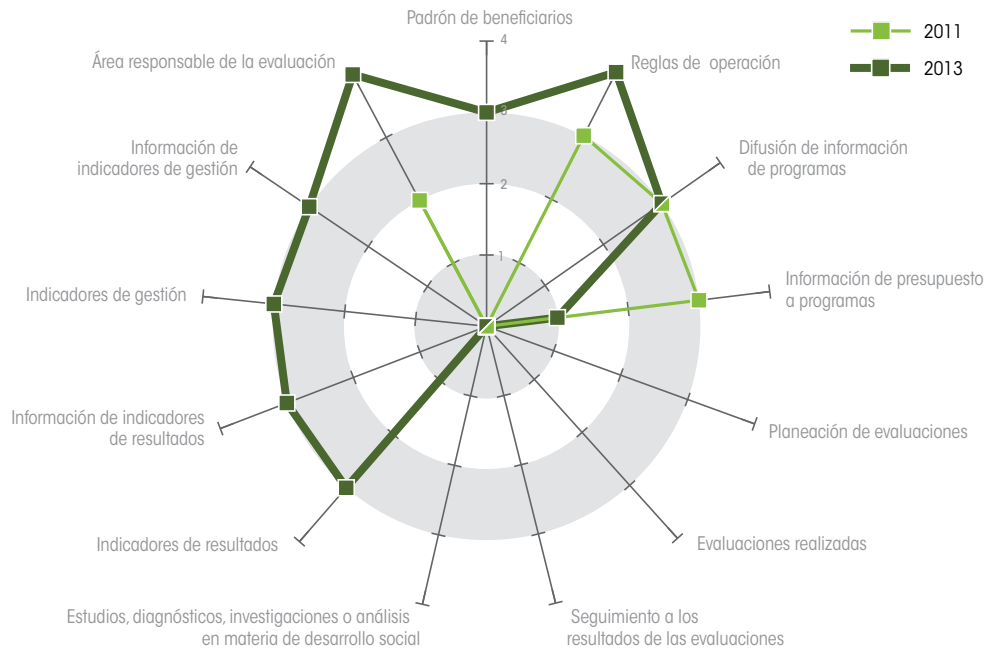 Padrón de beneficiarios
4
3
2
1
2011
2013
Reglas de operación
Difusión de información
de programas
Información de presupuesto
a programas
Planeación de evaluaciones
Evaluaciones realizadas
Seguimiento a los
resultados de las evaluaciones
Estudios, diagnósticos, investigaciones o análisis
en materia de desarrollo social
Indicadores de resultados
Información de indicadores
de resultados
Indicadores de gestión
Información de
indicadores de gestión
Área responsable de la evaluación